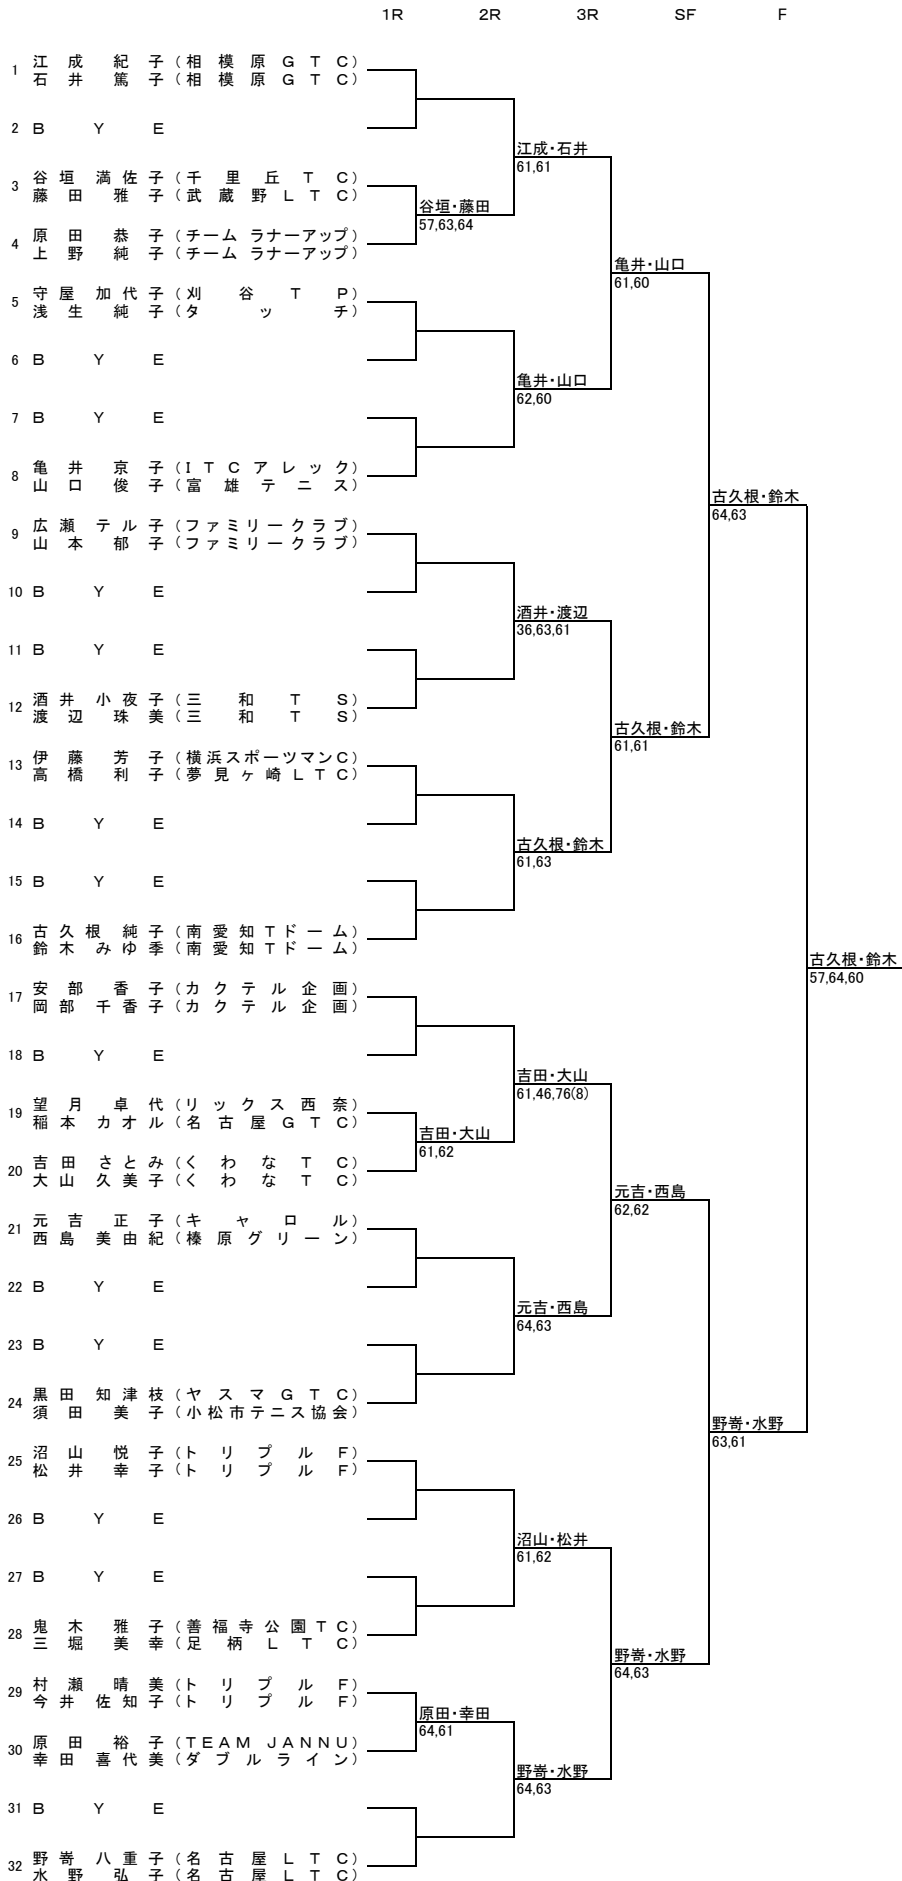 1R 2R 3R SF F
1 江成 紀子(相模原GTC)
石井 篤子(相模原GTC)
2 BYE
江成・石井
61,61
3 谷垣 満佐子(千里丘TC)
藤田 雅子(武蔵野LTC)
谷垣・藤田
57,63,64
4 原田 恭子(チーム ラナーアップ)
上野 純子(チーム ラナーアップ)
亀井・山口
61,60
5 守屋 加代子(刈谷TP)
浅生 純子(タッチ)
6 BYE
亀井・山口
62,60
7 BYE
8 亀井 京子(ITCアレック)
山口 俊子(富雄テニス)
古久根・鈴木
64,63
9 広瀬 テル子(ファミリークラブ)
山本 郁子(ファミリークラブ)
10 BYE
酒井・渡辺
36,63,61
11 BYE
12 酒井 小夜子(三和TS)
渡辺 珠美(三和TS)
古久根・鈴木
61,61
13 伊藤 芳子(横浜スポーツマンC)
高橋 利子(夢見ヶ崎LTC)
14 BYE
古久根・鈴木
61,63
15 BYE
16 古久根 純子(南愛知Tドーム)
鈴木 みゆ季(南愛知Tドーム)
古久根・鈴木
57,64,60
17 安部 香子(カクテル企画)
岡部 千香子(カクテル企画)
18 BYE
吉田・大山
61,46,76(8)
19 望月 卓代(リックス西奈)
稲本 カオル(名古屋GTC)
吉田・大山
61,62
20 吉田 さとみ(くわなTC)
大山 久美子(くわなTC)
元吉・西島
62,62
21 元吉 正子(キャロル)
西島 美由紀(榛原グリーン)
22 BYE
元吉・西島
64,63
23 BYE
24 黒田 知津枝(ヤスマGTC)
須田 美子(小松市テニス協会)
野嵜・水野
63,61
25 沼山 悦子(トリプルF)
松井 幸子(トリプルF)
26 BYE
沼山・松井
61,62
27 BYE
28 鬼木 雅子(善福寺公園TC)
三堀 美幸(足柄LTC)
野嵜・水野
64,63
29 村瀬 晴美(トリプルF)
今井 佐知子(トリプルF)
原田・幸田
64,61
30 原田 裕子(TEAM JANNU)
幸田 喜代美(ダブルライン)
野嵜・水野
64,63
31 BYE
32 野嵜 八重子(名古屋LTC)
水野 弘子(名古屋LTC)